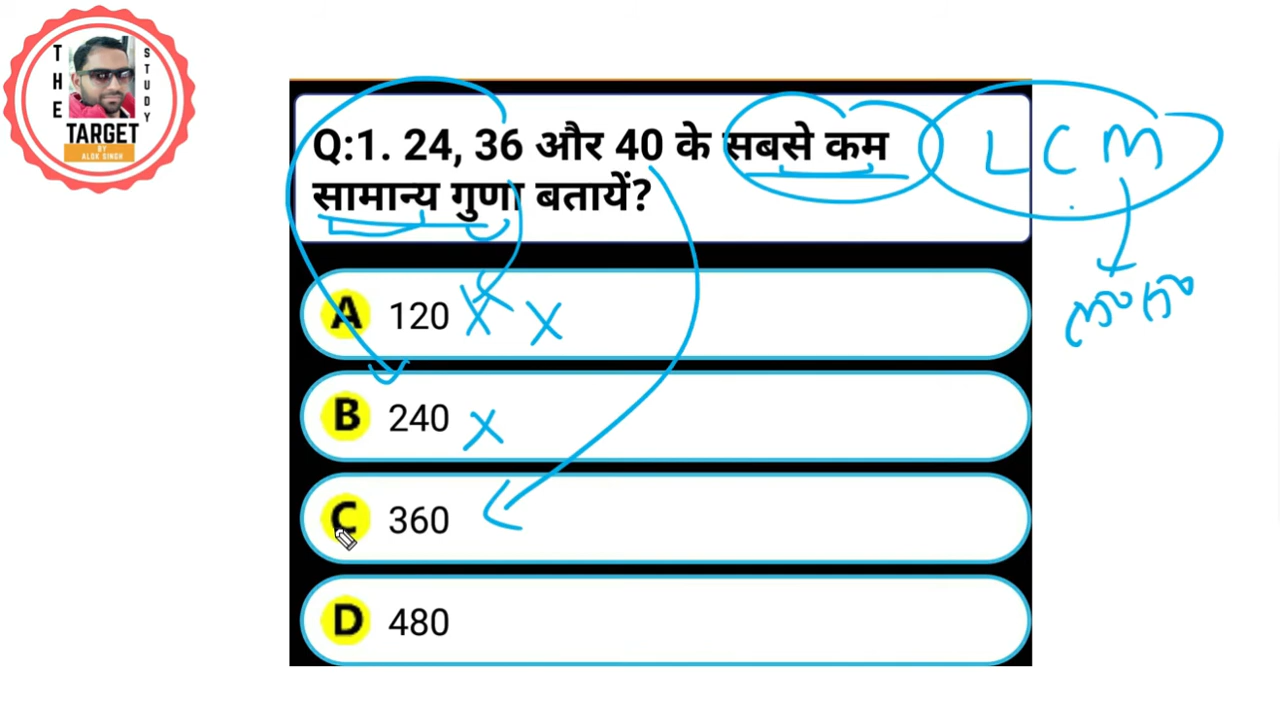 THE
STUDY
TARGET
BY
ALOK SINGH
Q:1. 24, 36 और 40 के सबसे कम
सामान्य गुणा बतायें?
LCM
A 120 X X
B 240 X
C 360
D 480